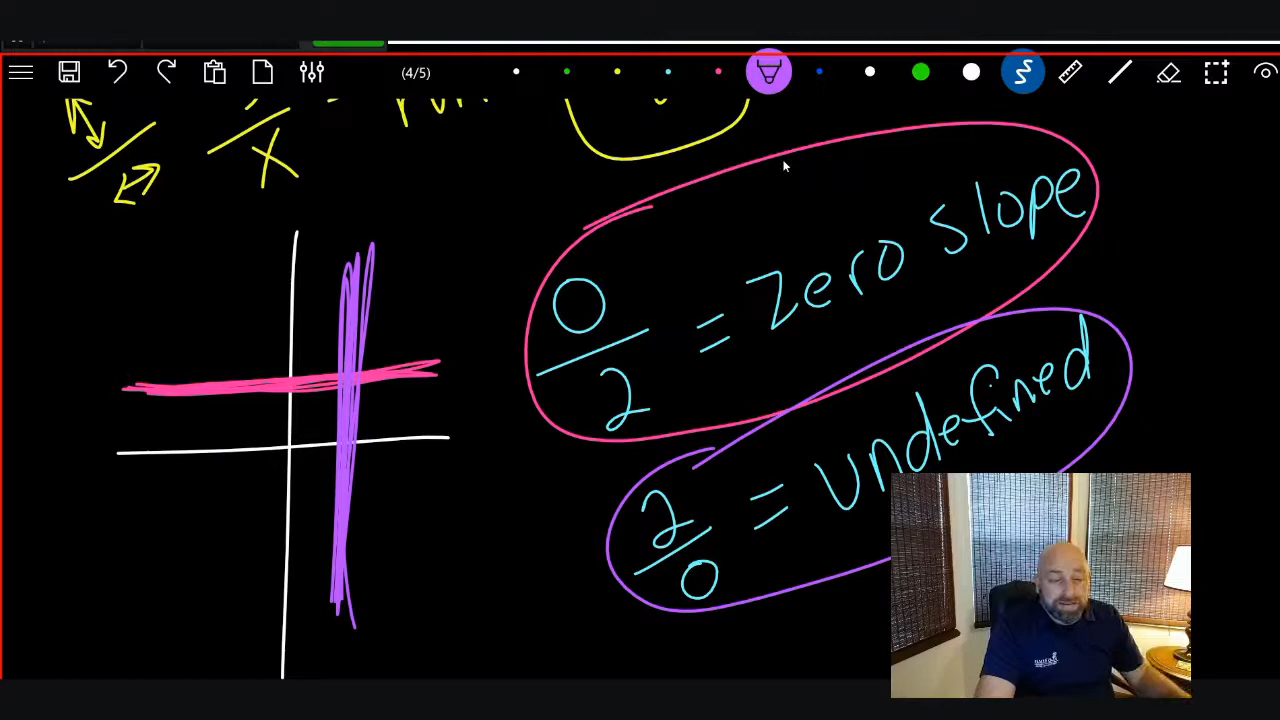 (4/5)
X
0/2 = Zero slope
2/0 = undefined